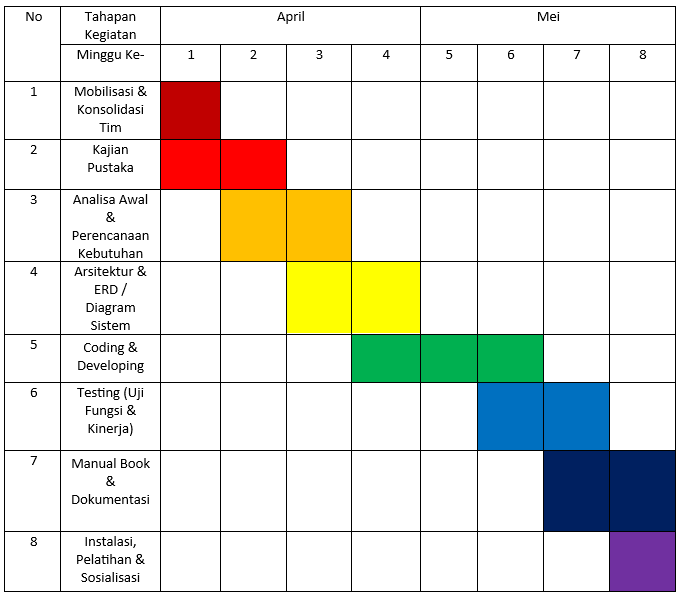 No
Tahapan
Kegiatan
April
Mei
Minggu Ke-
1
2
3
4
5
6
7
8
1
Mobilisasi &
Konsolidasi
Tim
2
Kajian
Pustaka
3
Analisa Awal
&
Perencanaan
Kebutuhan
4
Arsitektur &
ERD /
Diagram
Sistem
5
Coding &
Developing
6
Testing (Uji
Fungsi &
Kinerja)
7
Manual Book
&
Dokumentasi
8
Instalasi,
Pelatihan &
Sosialisasi